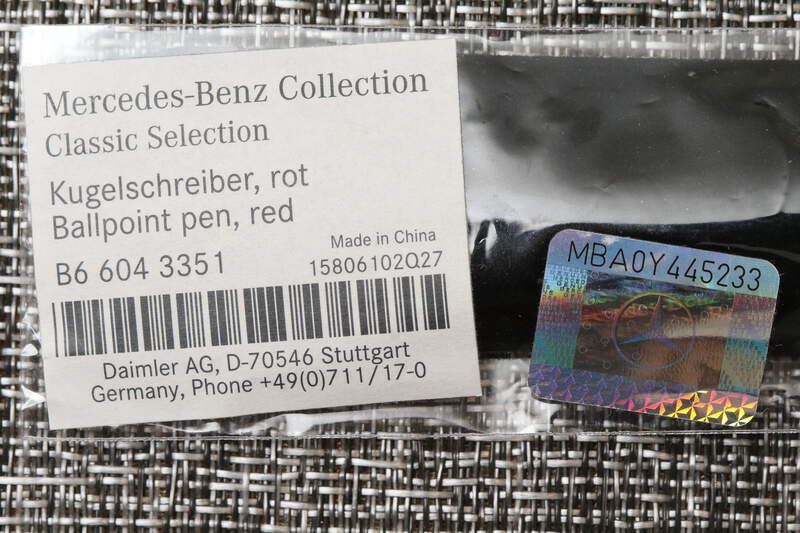 Mercedes-Benz Collection
Classic Selection
Kugelschreiber, rot
Ballpoint pen, red
Made in China
B6 604 3351
15806102Q27
Daimler AG, D-70546 Stuttgart
Germany, Phone +49(0)711/17-0
MBA0Y445233